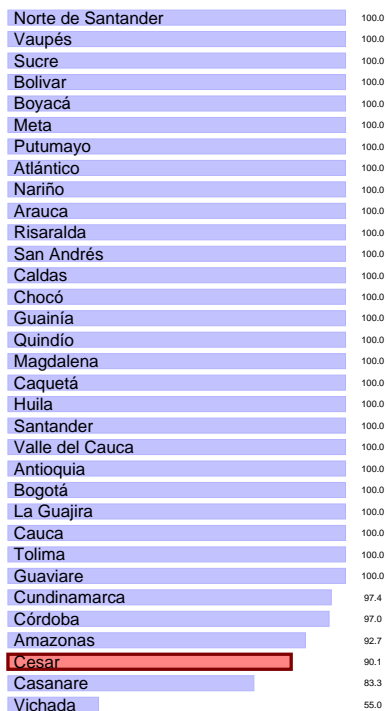 Norte de Santander 100.0
Vaupés 100.0
Sucre 100.0
Bolivar 100.0
Boyacá 100.0
Meta 100.0
Putumayo 100.0
Atlántico 100.0
Nariño 100.0
Arauca 100.0
Risaralda 100.0
San Andrés 100.0
Caldas 100.0
Chocó 100.0
Guainía 100.0
Quindío 100.0
Magdalena 100.0
Caquetá 100.0
Huila 100.0
Santander 100.0
Valle del Cauca 100.0
Antioquia 100.0
Bogotá 100.0
La Guajira 100.0
Cauca 100.0
Tolima 100.0
Guaviare 100.0
Cundinamarca 97.4
Córdoba 97.0
Amazonas 92.7
Cesar 90.1
Casanare 83.3
Vichada 55.0